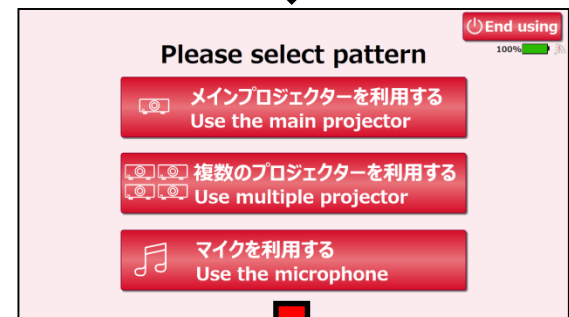 End using
100%
Please select pattern
メインプロジェクターを利用する
Use the main projector
複数のプロジェクターを利用する
Use multiple projector
マイクを利用する
Use the microphone